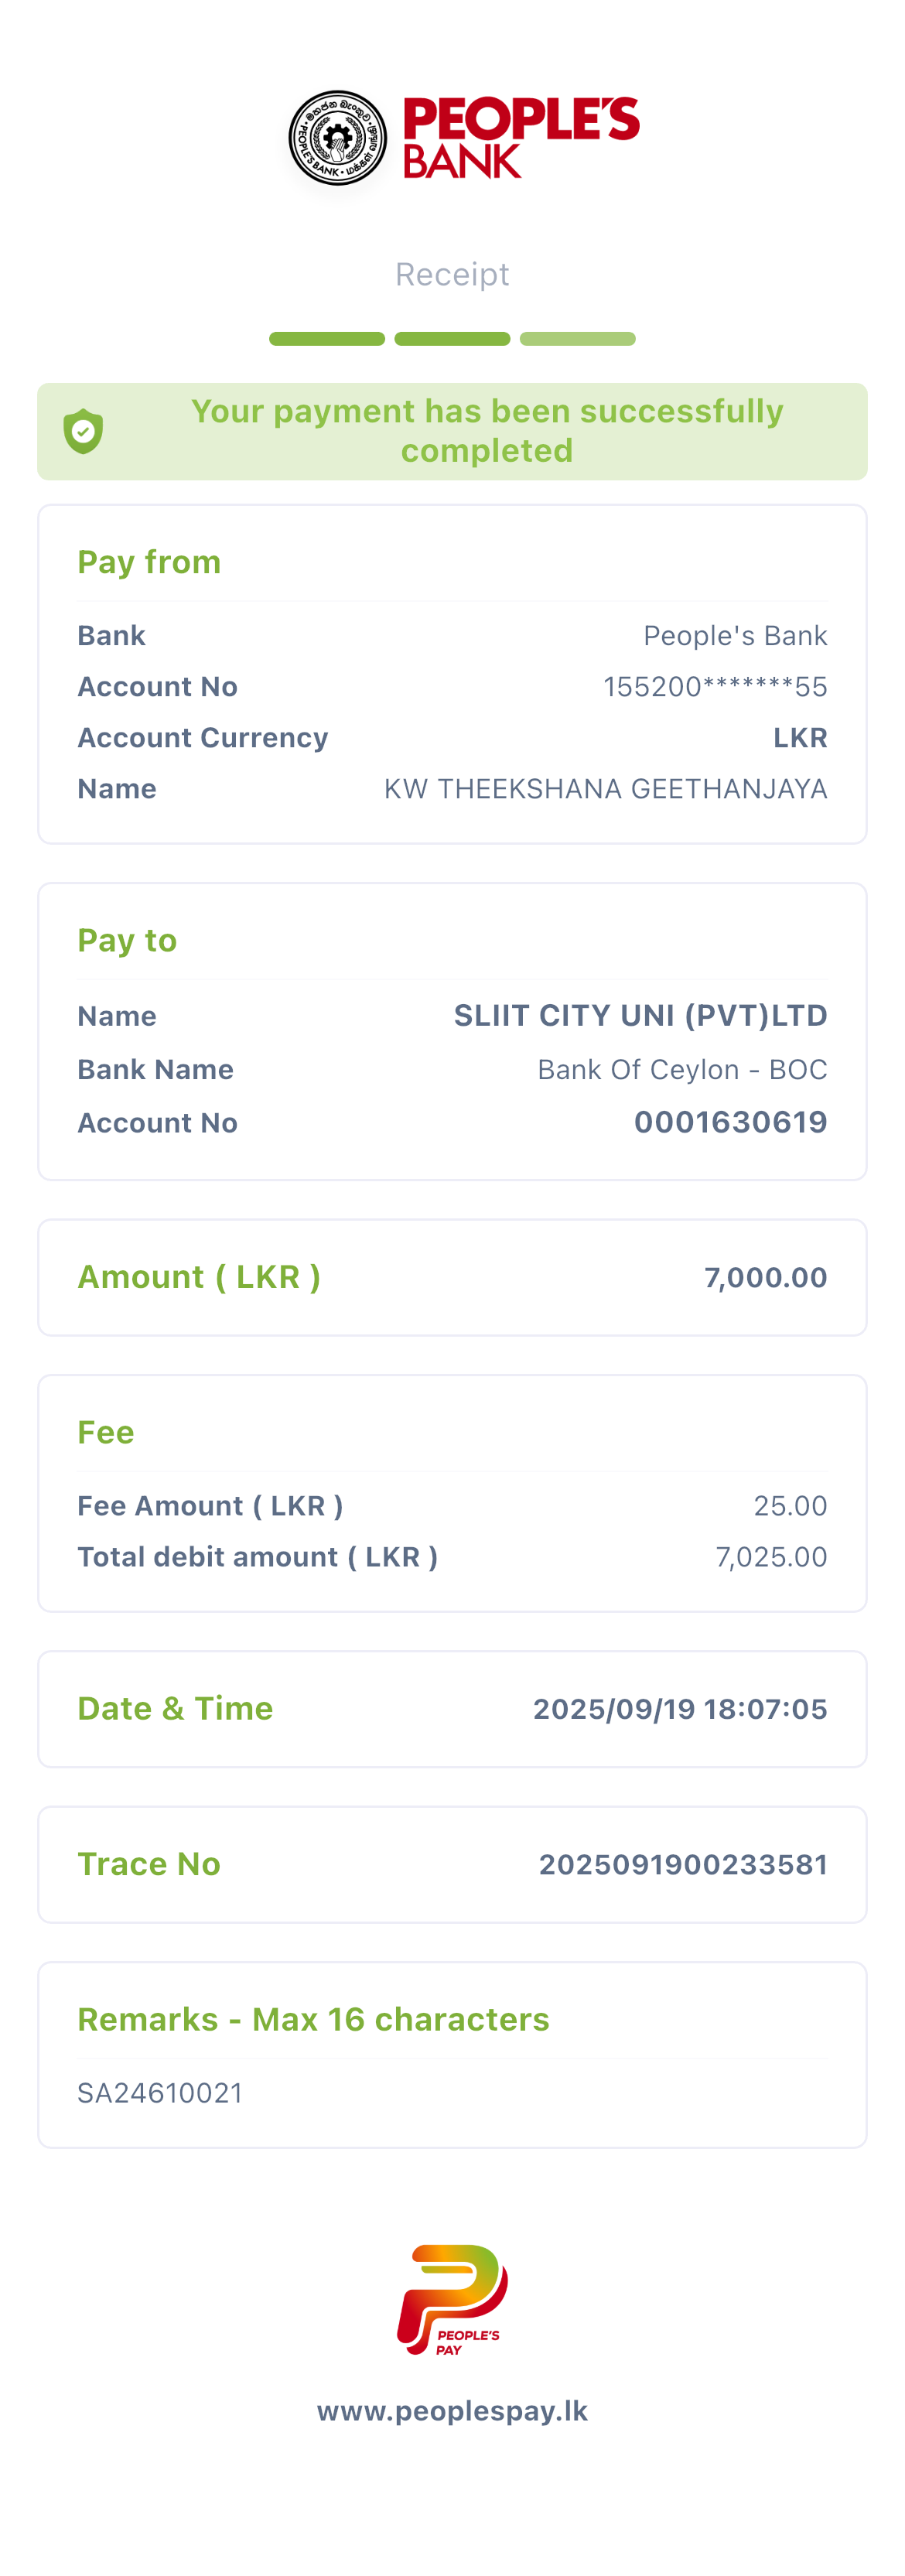 මහජන බැංකුව • மக்கள் வங்கி • PEOPLE'S BANK •
PEOPLE'S
BANK
Receipt
Your payment has been successfully
completed
Pay from
Bank People's Bank
Account No 155200*******55
Account Currency LKR
Name KW THEEKSHANA GEETHANJAYA
Pay to
Name SLIIT CITY UNI (PVT)LTD
Bank Name Bank Of Ceylon - BOC
Account No 0001630619
Amount ( LKR ) 7,000.00
Fee
Fee Amount ( LKR ) 25.00
Total debit amount ( LKR ) 7,025.00
Date & Time 2025/09/19 18:07:05
Trace No 2025091900233581
Remarks - Max 16 characters
SA24610021
PEOPLE'S
PAY
www.peoplespay.lk